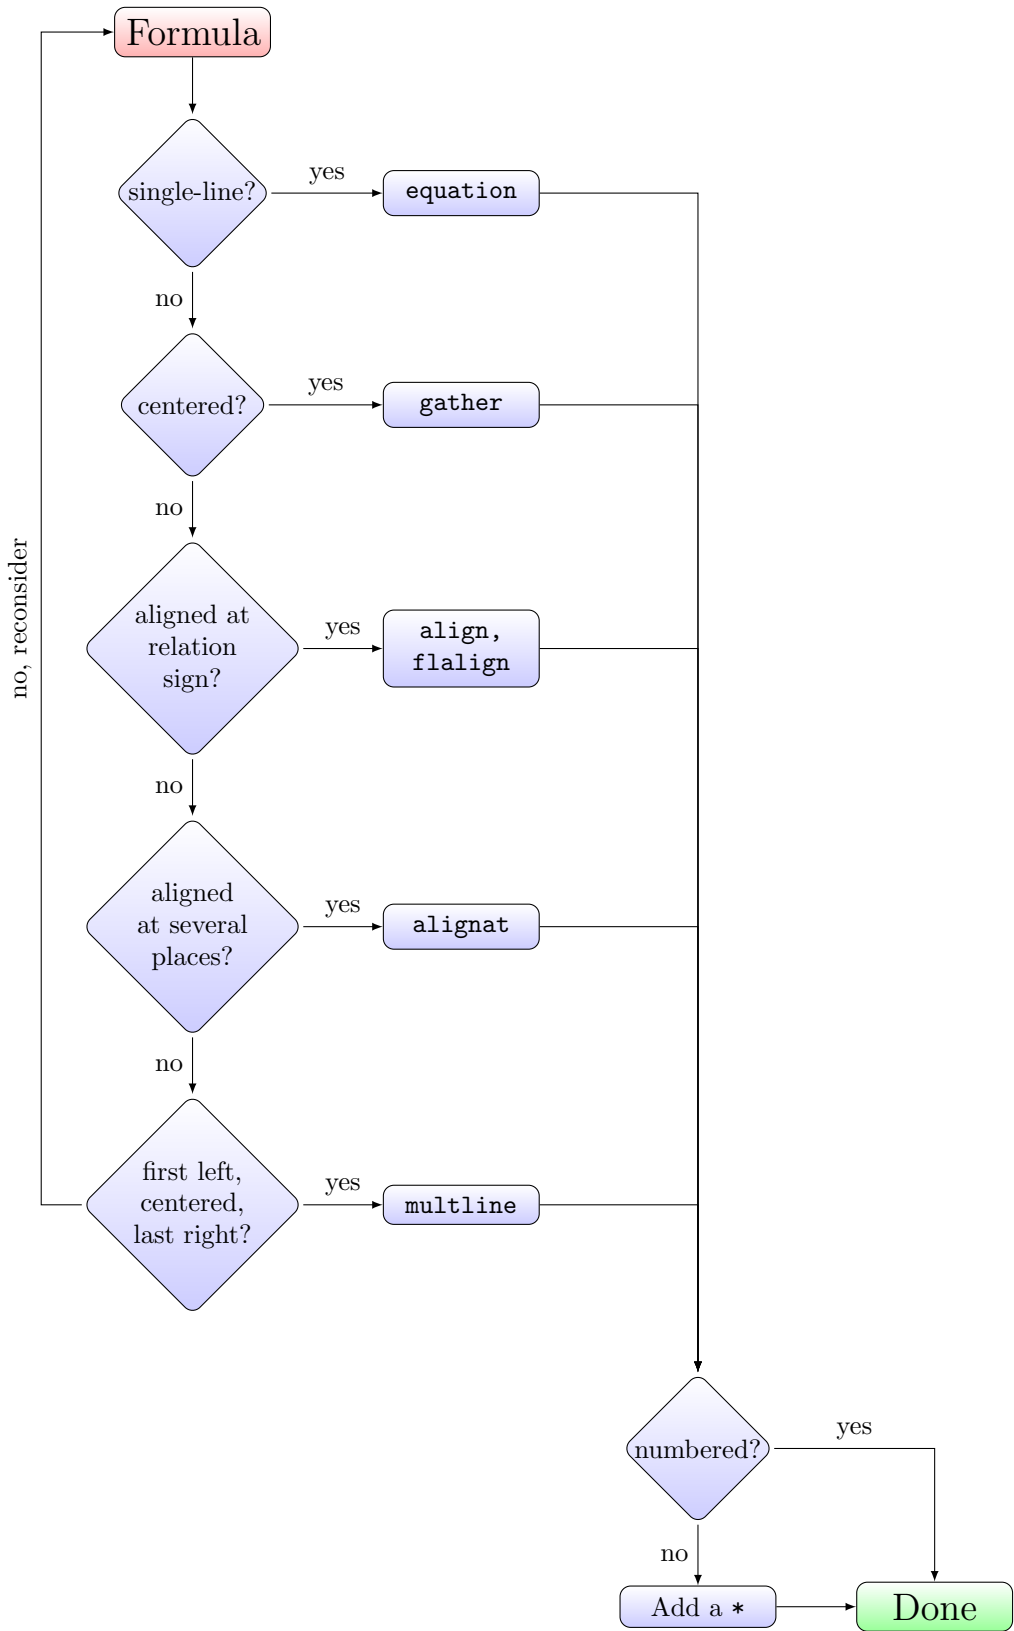 Formula
single-line?
yes
equation
no
centered?
yes
gather
no
no, reconsider
aligned at
relation
sign?
yes
align,
flalign
no
aligned
at several
places?
yes
alignat
no
first left,
centered,
last right?
yes
multline
numbered?
yes
no
Add a *
Done